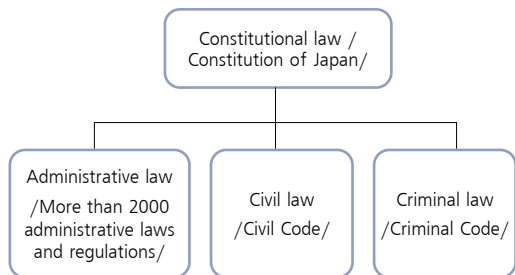 Constitutional law /
Constitution of Japan/
Administrative law
/More than 2000
administrative laws
and regulations/
Civil law
/Civil Code/
Criminal law
/Criminal Code/